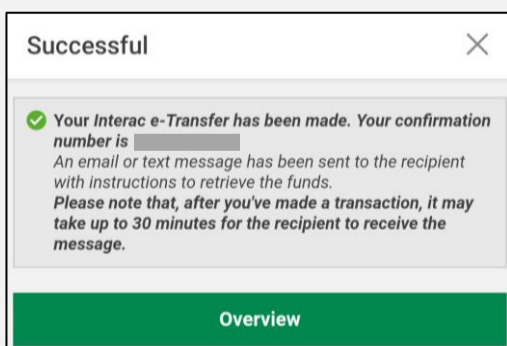 Successful
Your Interac e-Transfer has been made. Your confirmation
number is
An email or text message has been sent to the recipient
with instructions to retrieve the funds.
Please note that, after you've made a transaction, it may
take up to 30 minutes for the recipient to receive the
message.
Overview